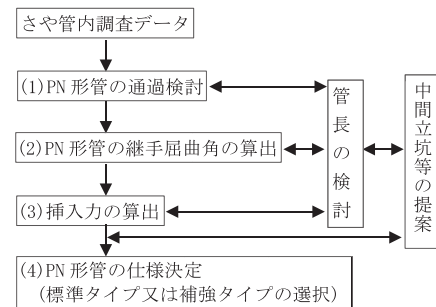 さや管内調査データ
(1)PN形管の通過検討
(2)PN形管の継手屈曲角の算出
(3)挿入力の算出
(4)PN形管の仕様決定
(標準タイプ又は補強タイプの選択)
管長の検討
中間立坑等の提案